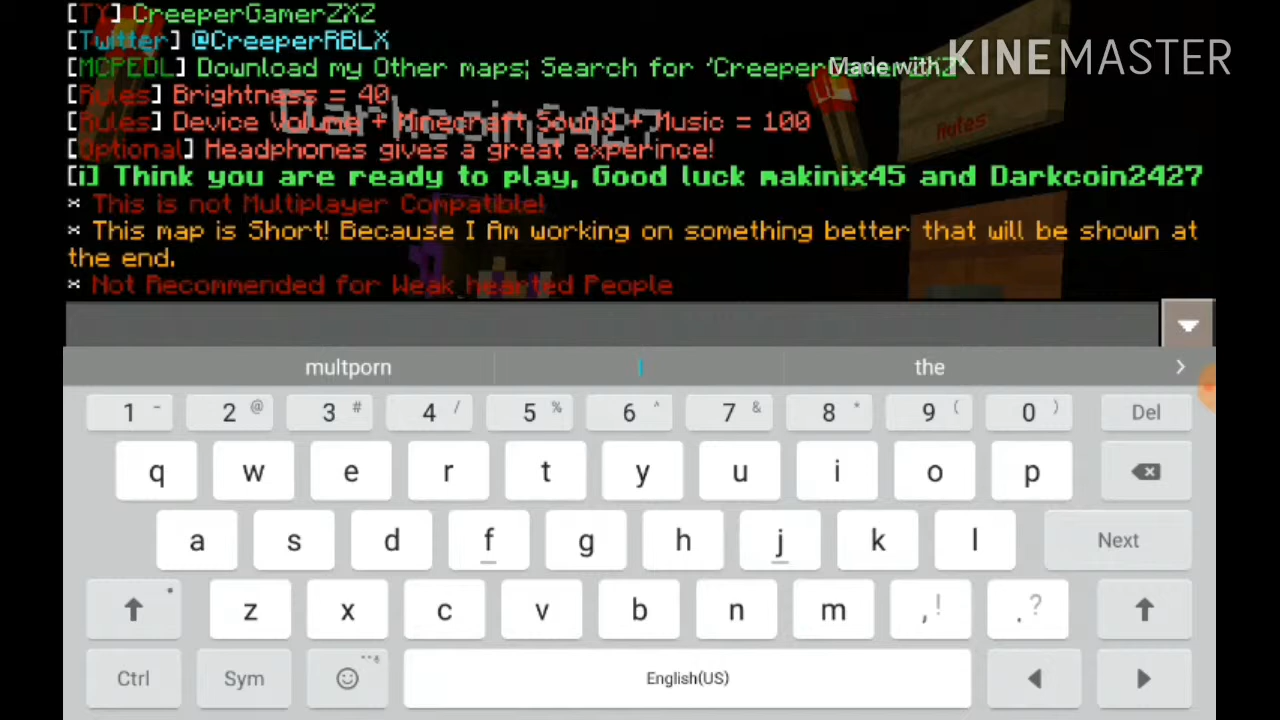 [TY] CreeperGamerZXZ
[Twitter] @CreeperRBLX
[MCPEDL] Download my Other maps; Search for 'Creeper
Made with KINEMASTER
[Rules] Brightness = 40
[Rules] Device Volume + Minecraft Sound + Music = 100
Darkcoin2427
Rules
[Optional] Headphones gives a great experince!
[i] Think you are ready to play, Good luck makinix45 and Darkcoin2427
× This is not Multiplayer Compatible!
× This map is Short! Because I Am working on something better that will be shown at
the end.
× Not Recommended for Weak hearted People
multporn I the >
1 - 2 @ 3 # 4 / 5 % 6 ^ 7 & 8 * 9 ( 0 ) Del
q w e r t y u i o p
a s d f g h j k l Next
z x c v b n m , ! . ?
Ctrl Sym English(US)